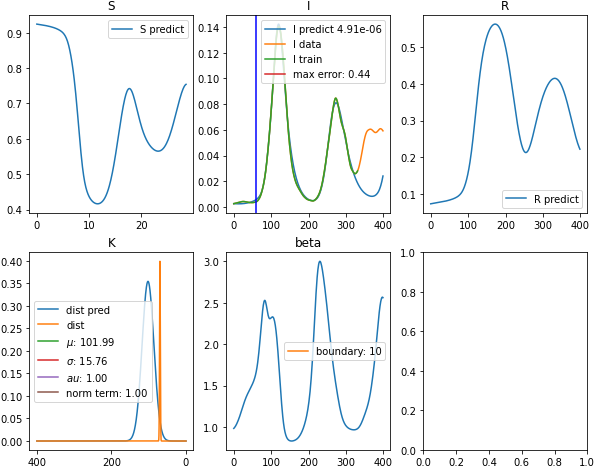 S
I
R
S predict
I predict 4.91e-06
I data
I train
max error: 0.44
R predict
0.9
0.8
0.7
0.6
0.5
0.4
0 10 20
0.14
0.12
0.10
0.08
0.06
0.04
0.02
0.00
0 100 200 300 400
0.5
0.4
0.3
0.2
0.1
0 100 200 300 400
K
beta
dist pred
dist
μ: 101.99
σ: 15.76
au: 1.00
norm term: 1.00
boundary: 10
0.40
0.35
0.30
0.25
0.20
0.15
0.10
0.05
0.00
400 200 0
3.0
2.5
2.0
1.5
1.0
0 100 200 300 400
1.0
0.8
0.6
0.4
0.2
0.0
0.0 0.2 0.4 0.6 0.8 1.0